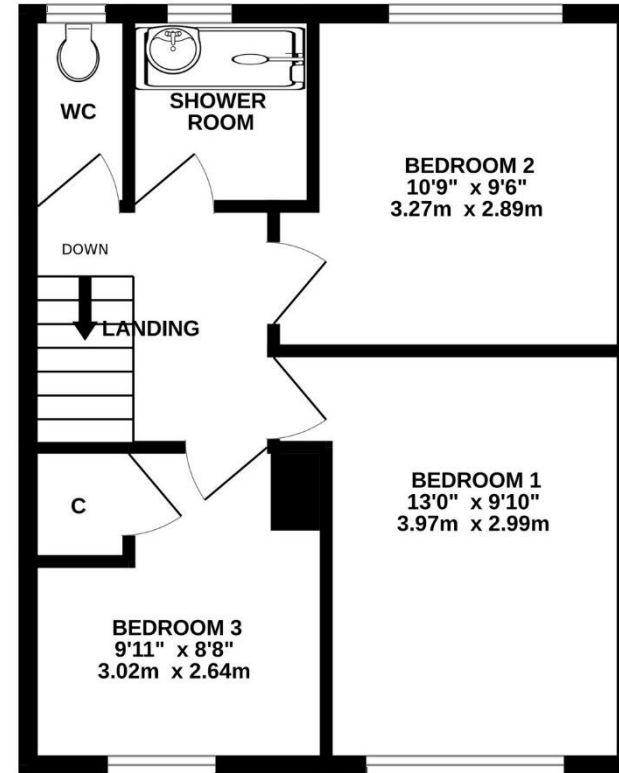 WC
SHOWER
ROOM
BEDROOM 2
10'9" x 9'6"
3.27m x 2.89m
DOWN
LANDING
C
BEDROOM 1
13'0" x 9'10"
3.97m x 2.99m
BEDROOM 3
9'11" x 8'8"
3.02m x 2.64m